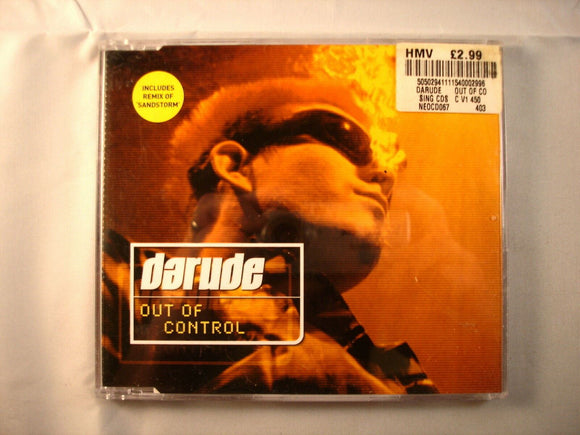 INCLUDES
REMIX OF
'SANDSTORM'
HMV £2.99
50502941111540002996
DARUDE OUT OF CO
SING CDS C V1 450
NEOCD067 403
darude
OUT OF
CONTROL